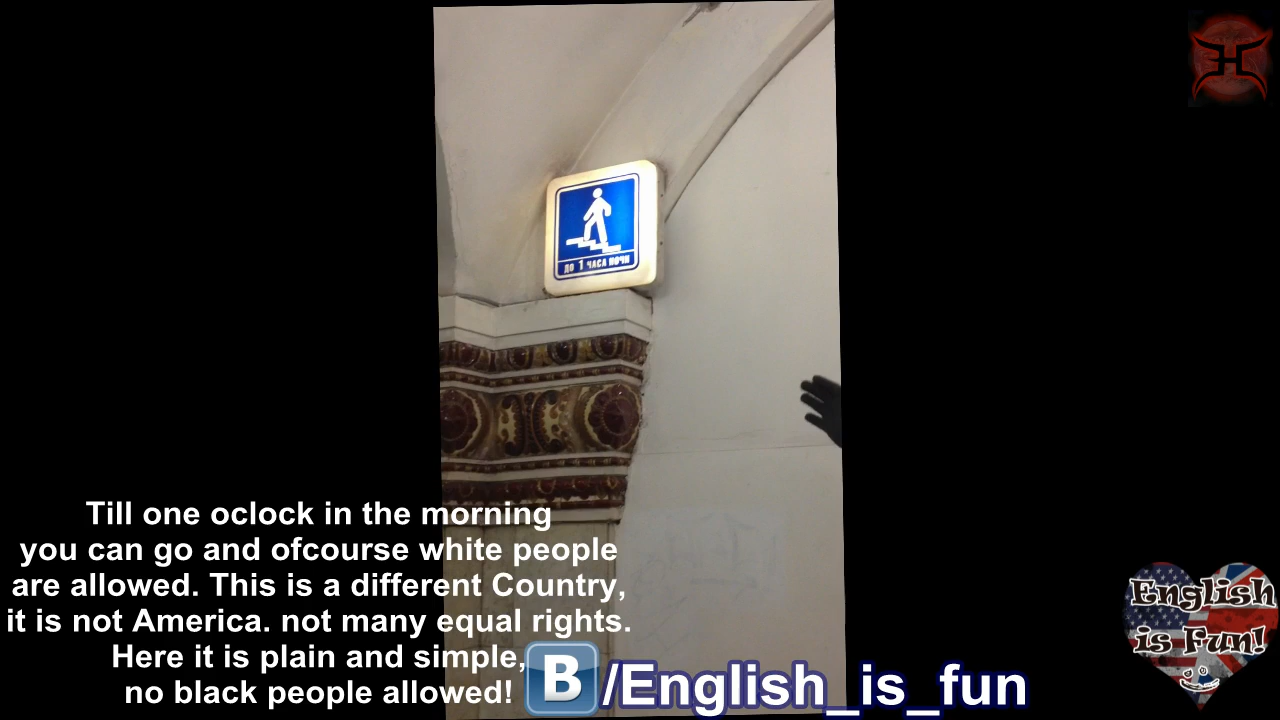 до 1 часа ночи
Till one oclock in the morning
you can go and ofcourse white people
are allowed. This is a different Country,
it is not America. not many equal rights.
Here it is plain and simple,
no black people allowed!
B /English_is_fun
English
is Fun!